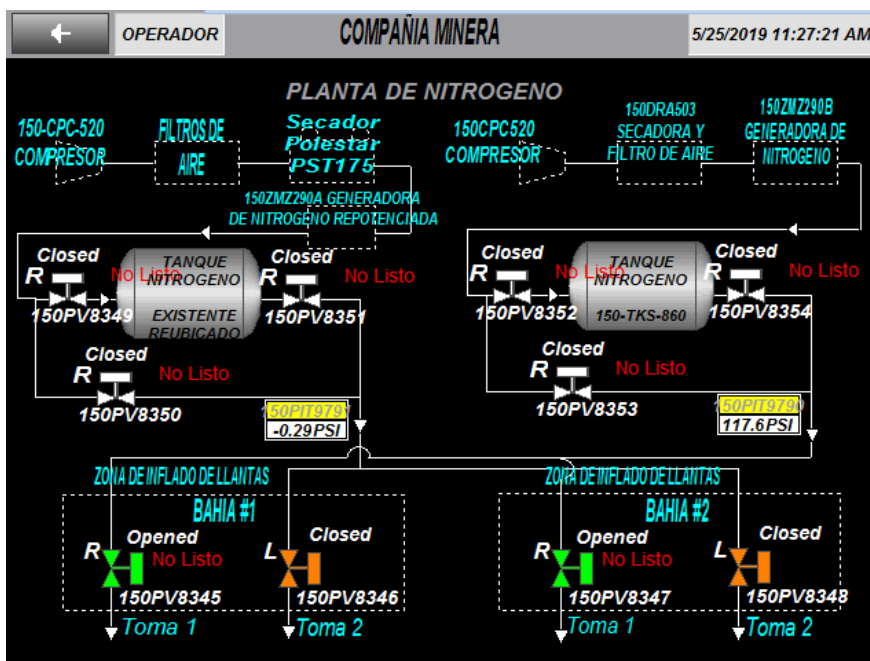 OPERADOR
COMPAÑIA MINERA
5/25/2019 11:27:21 AM
PLANTA DE NITROGENO
150-CPC-520
COMPRESOR
FILTROS DE
AIRE
Secador
Polestar
PST175
150CPC520
COMPRESOR
150DRA503
SECADORA Y
FILTRO DE AIRE
150ZMZ290B
GENERADORA DE
NITROGENO
150ZMZ290A GENERADORA
DE NITROGENO REPOTENCIADA
Closed
R
No Listo
150PV8349
TANQUE
NITROGENO
EXISTENTE
REUBICADO
Closed
R
No Listo
150PV8351
Closed
R
No Listo
150PV8352
TANQUE
NITROGENO
150-TKS-860
Closed
R
No Listo
150PV8354
Closed
R
No Listo
150PV8350
150PIT9791
-0.29PSI
Closed
R
No Listo
150PV8353
150PIT9790
117.6PSI
ZONA DE INFLADO DE LLANTAS
BAHIA #1
Opened
R
No Listo
150PV8345
Toma 1
Closed
L
150PV8346
Toma 2
ZONA DE INFLADO DE LLANTAS
BAHIA #2
Opened
R
No Listo
150PV8347
Toma 1
Closed
L
150PV8348
Toma 2